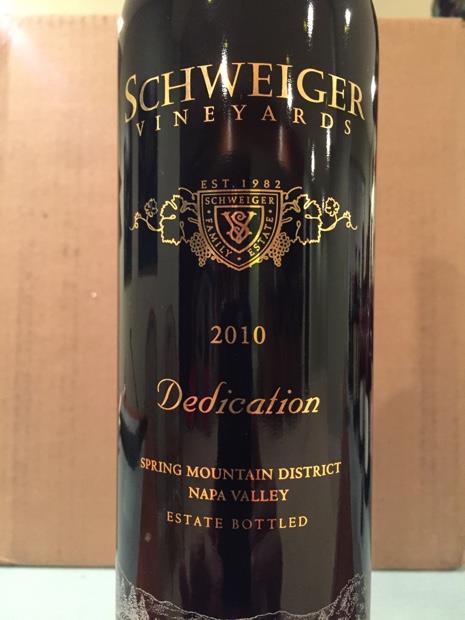 SCHWEIGER
VINEYARDS
EST. 1982
SCHWEIGER
SV
FAMILY · ESTATE
2010
Dedication
SPRING MOUNTAIN DISTRICT
NAPA VALLEY
ESTATE BOTTLED